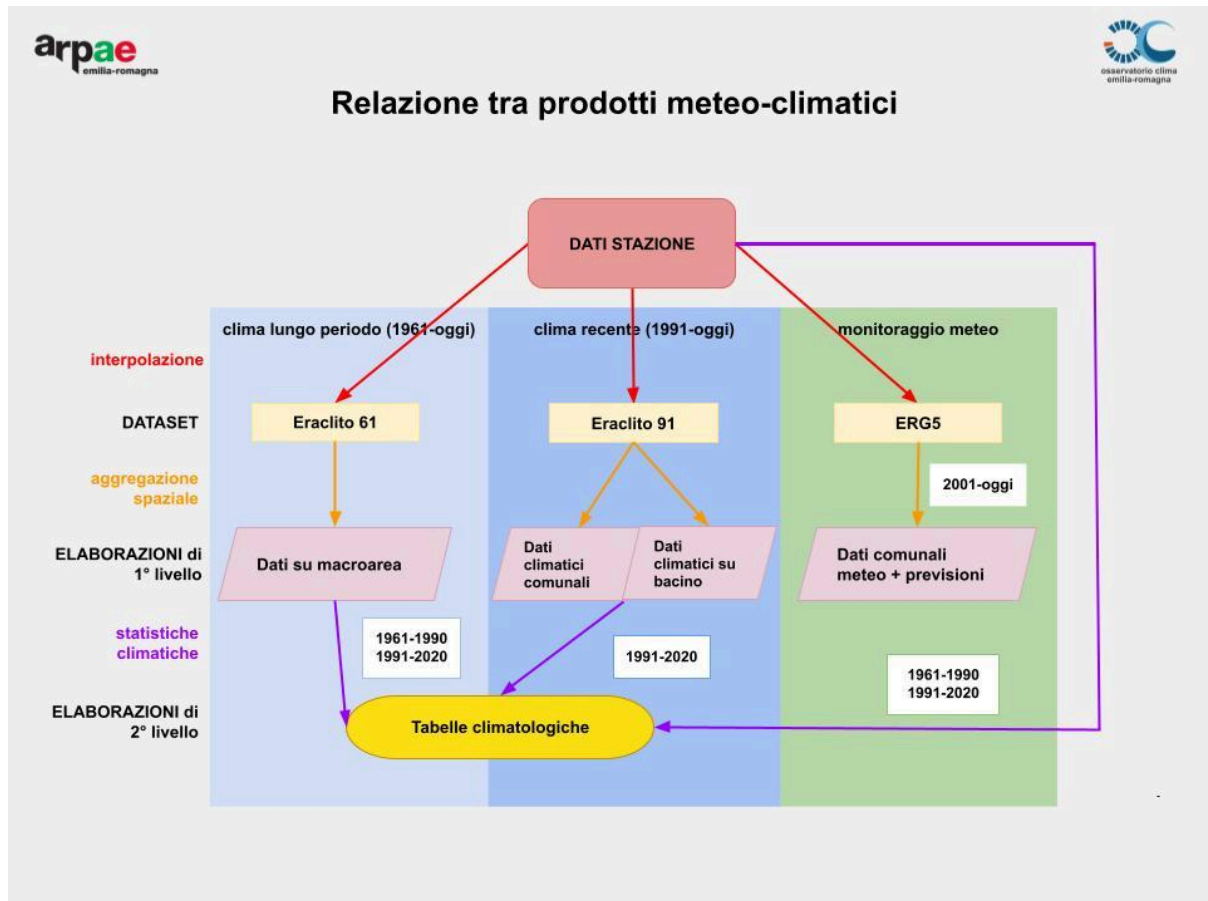 arpae
emilia-romagna
osservatorio clima
emilia-romagna
Relazione tra prodotti meteo-climatici
DATI STAZIONE
clima lungo periodo (1961-oggi)
clima recente (1991-oggi)
monitoraggio meteo
interpolazione
DATASET
Eraclito 61
Eraclito 91
ERG5
aggregazione
spaziale
2001-oggi
ELABORAZIONI di
1° livello
Dati su macroarea
Dati
climatici
comunali
Dati
climatici su
bacino
Dati comunali
meteo + previsioni
statistiche
climatiche
1961-1990
1991-2020
1991-2020
1961-1990
1991-2020
ELABORAZIONI di
2° livello
Tabelle climatologiche